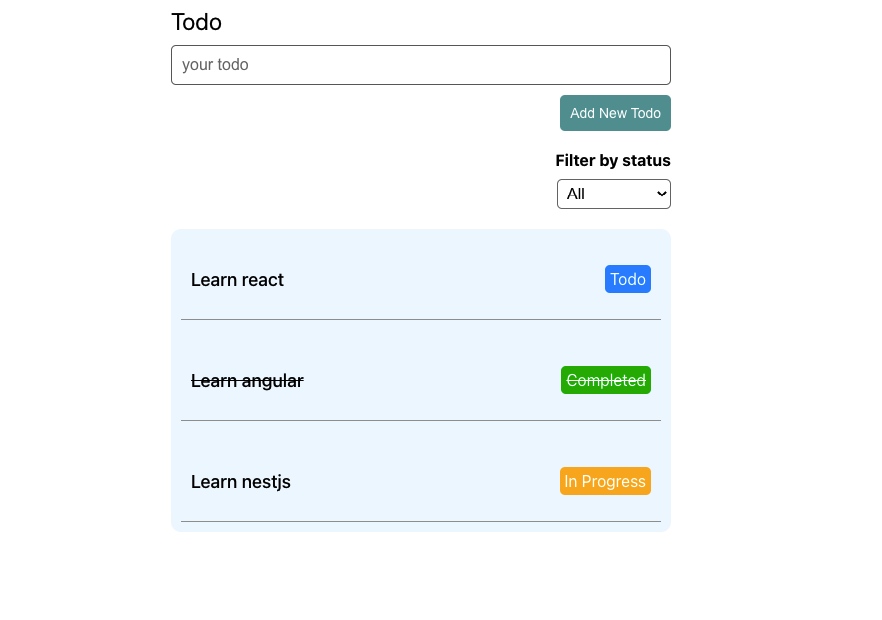 Todo
your todo
Add New Todo
Filter by status
All
Learn react Todo
Learn angular Completed
Learn nestjs In Progress